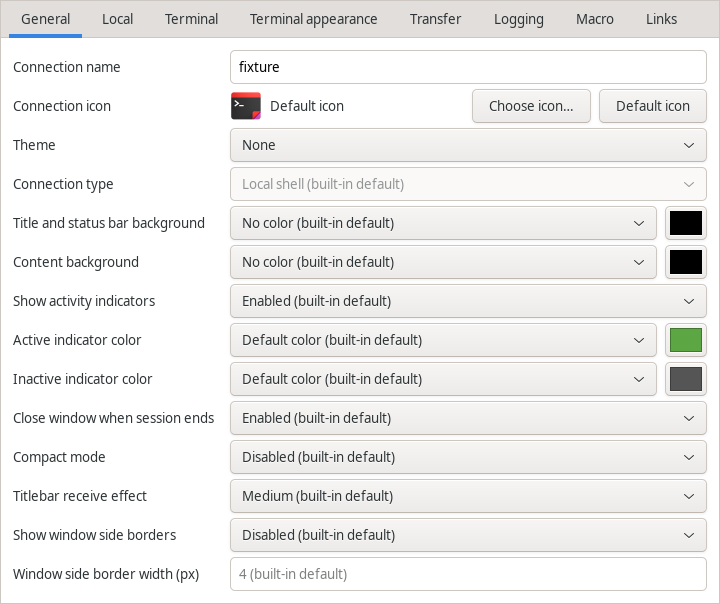 General Local Terminal Terminal appearance Transfer Logging Macro Links
Connection name fixture
Connection icon Default icon Choose icon... Default icon
Theme None
Connection type Local shell (built-in default)
Title and status bar background No color (built-in default)
Content background No color (built-in default)
Show activity indicators Enabled (built-in default)
Active indicator color Default color (built-in default)
Inactive indicator color Default color (built-in default)
Close window when session ends Enabled (built-in default)
Compact mode Disabled (built-in default)
Titlebar receive effect Medium (built-in default)
Show window side borders Disabled (built-in default)
Window side border width (px) 4 (built-in default)